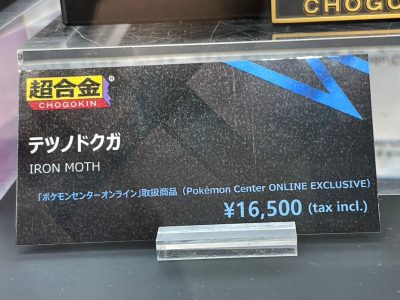 CHOGOKIN
超合金®
CHOGOKIN
テツノドクガ
IRON MOTH
「ポケモンセンターオンライン」取扱商品（Pokémon Center ONLINE EXCLUSIVE）
¥16,500 (tax incl.)